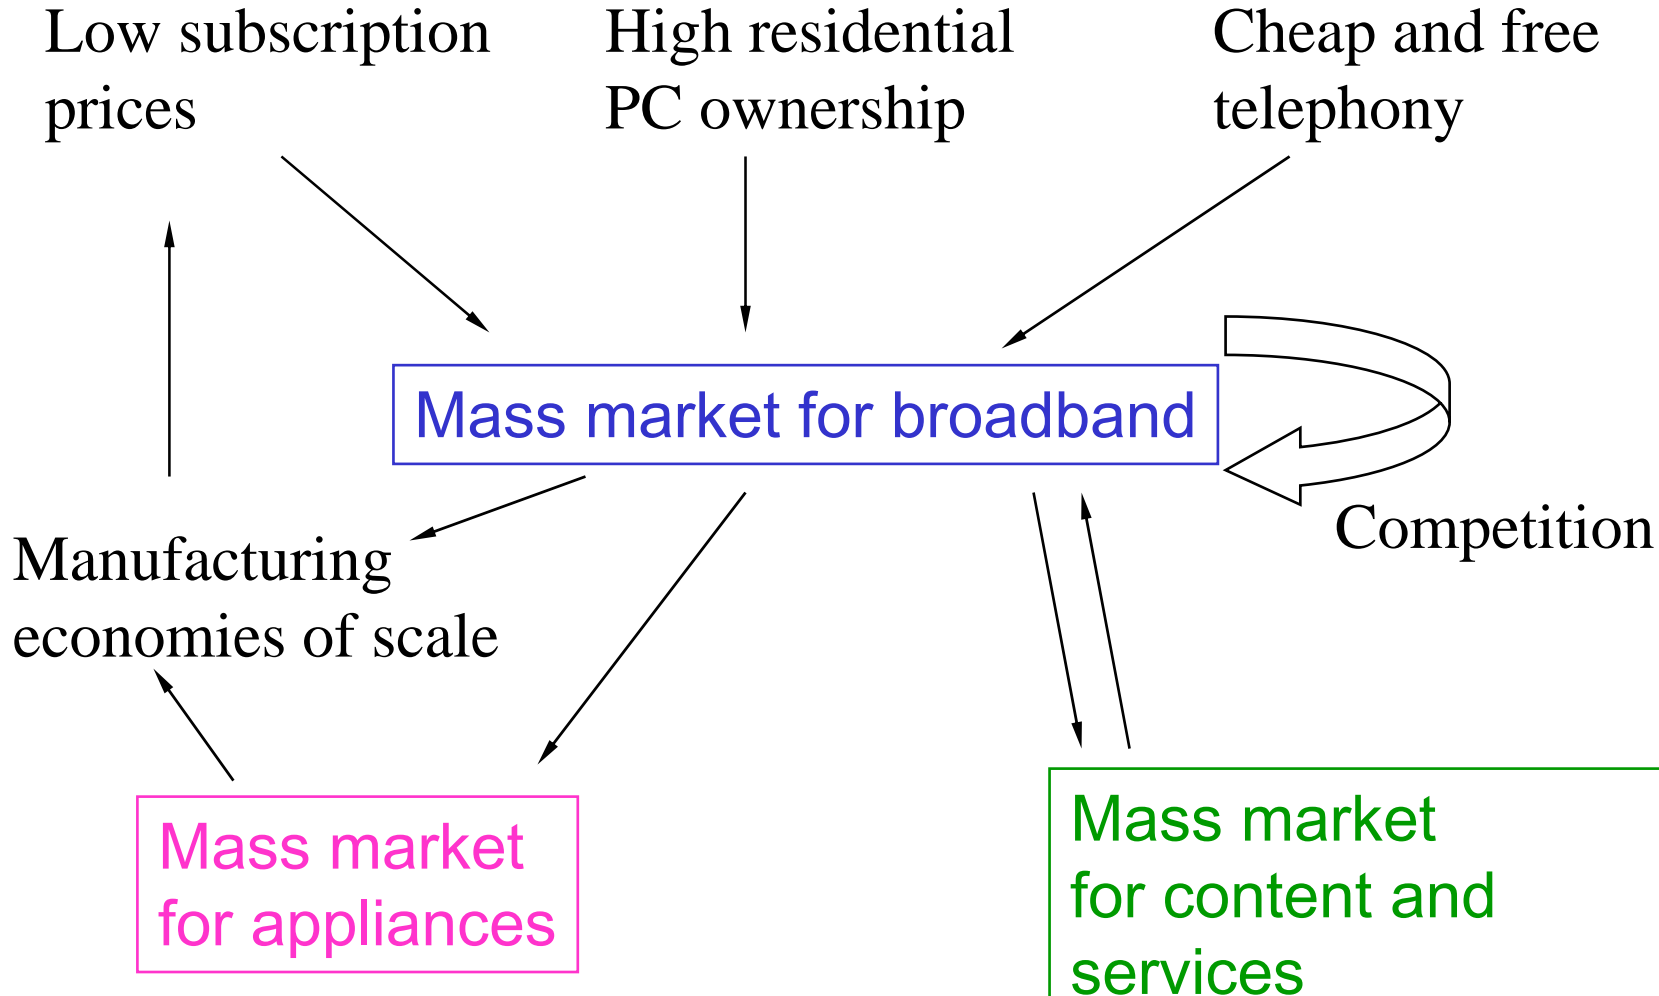 Low subscription
prices
High residential
PC ownership
Cheap and free
telephony
Mass market for broadband
Competition
Manufacturing
economies of scale
Mass market
for appliances
Mass market
for content and
services